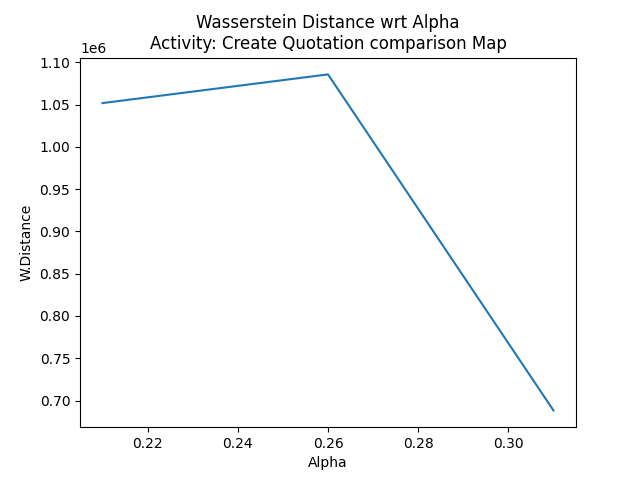 Wasserstein Distance wrt Alpha
Activity: Create Quotation comparison Map
1e6
1.10
1.05
1.00
0.95
0.90
0.85
0.80
0.75
0.70
W.Distance
0.22 0.24 0.26 0.28 0.30
Alpha